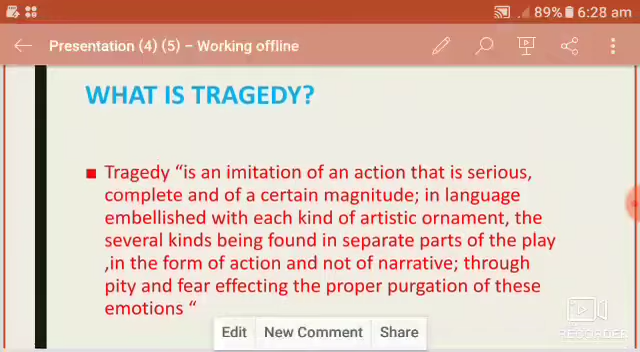 89% 6:28 am
Presentation (4) (5) – Working offline
WHAT IS TRAGEDY?
Tragedy “is an imitation of an action that is serious,
complete and of a certain magnitude; in language
embellished with each kind of artistic ornament, the
several kinds being found in separate parts of the play
,in the form of action and not of narrative; through
pity and fear effecting the proper purgation of these
emotions “
Edit New Comment Share
RECORDER